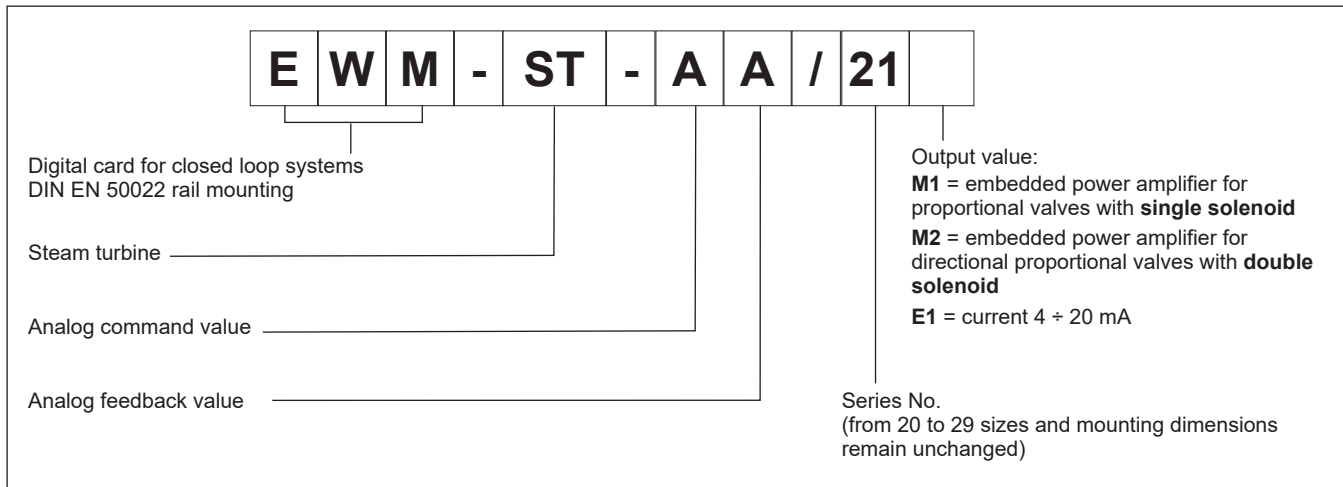 EWM-ST-AA/21
Digital card for closed loop systems
DIN EN 50022 rail mounting
Steam turbine
Analog command value
Analog feedback value
Output value:
M1 = embedded power amplifier for
proportional valves with single solenoid
M2 = embedded power amplifier for
directional proportional valves with double
solenoid
E1 = current 4 ÷ 20 mA
Series No.
(from 20 to 29 sizes and mounting dimensions
remain unchanged)